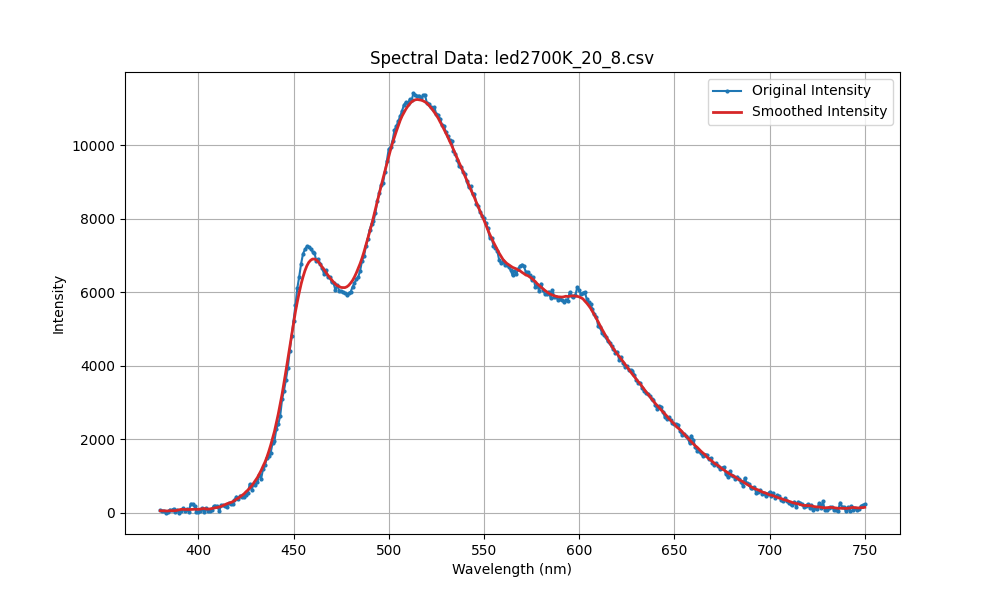 Spectral Data: led2700K_20_8.csv
Original Intensity
Smoothed Intensity
10000
8000
6000
4000
2000
0
Intensity
400 450 500 550 600 650 700 750
Wavelength (nm)